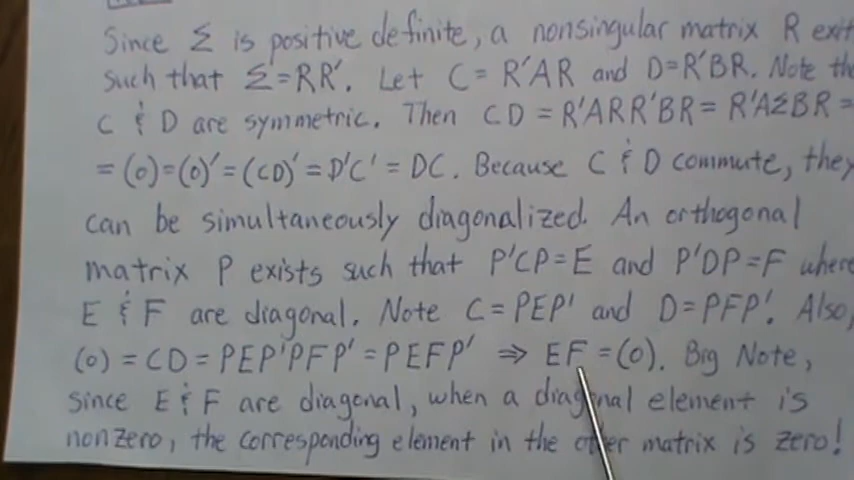 Since Σ is positive definite, a nonsingular matrix R exit
such that Σ=RR'. Let C=R'AR and D=R'BR. Note
C & D are symmetric. Then CD = R'ARR'BR = R'AΣBR =
= (0)=(0)'=(CD)'=D'C'=DC. Because C & D commute, they
can be simultaneously diagonalized. An orthogonal
matrix P exists such that P'CP=E and P'DP=F where
E & F are diagonal. Note C=PEP' and D=PFP'. Also,
(0)=CD=PEP'PFP'=PEFP' ⇒ EF=(0). Big Note,
since E & F are diagonal, when a diagonal element is
nonzero, the corresponding element in the other matrix is zero!